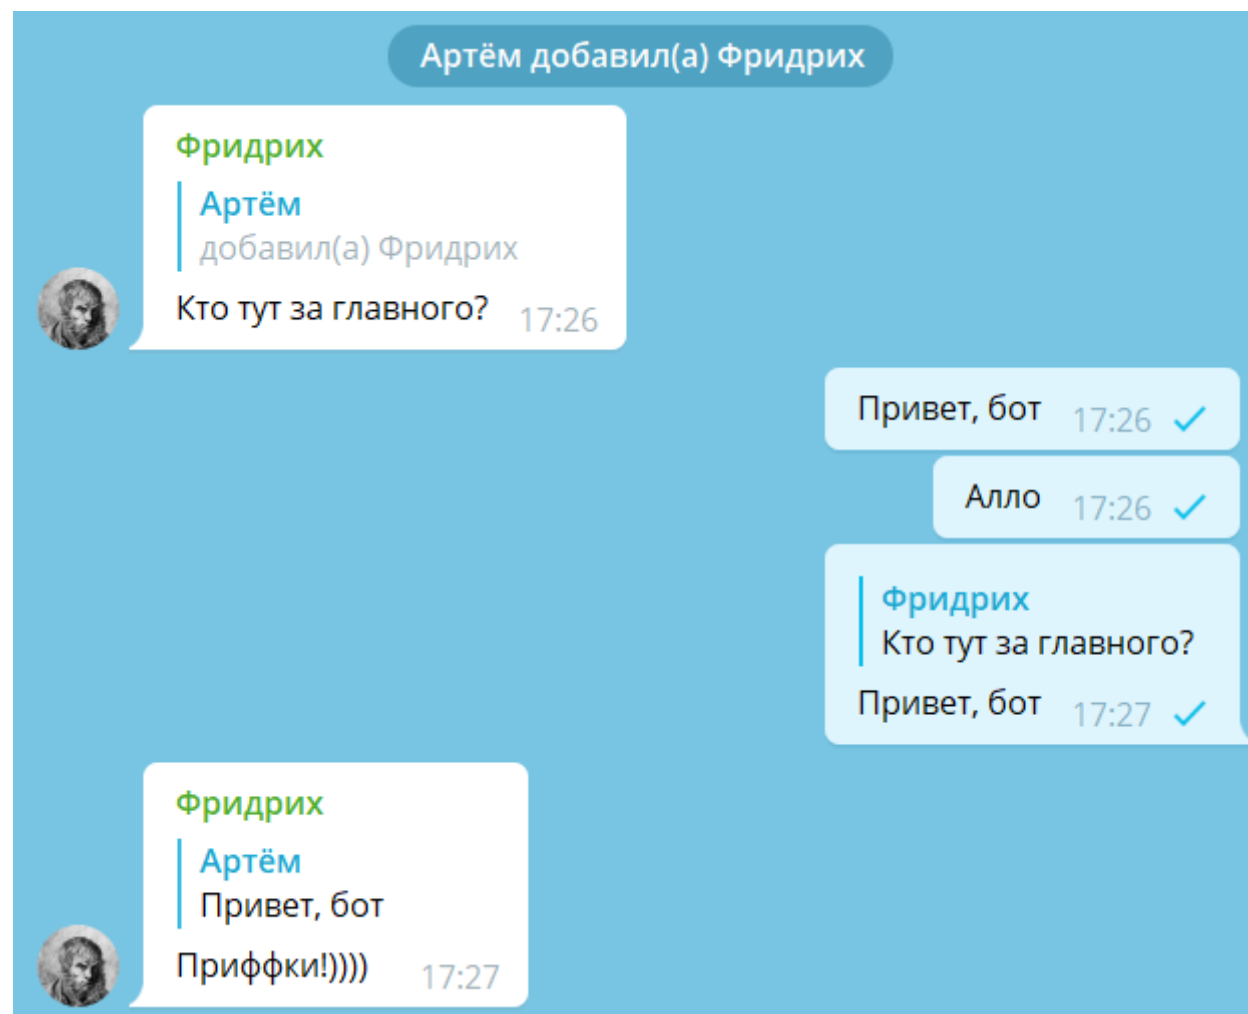 Артём добавил(а) Фридрих
Фридрих
Артём
добавил(а) Фридрих
Кто тут за главного? 17:26
Привет, бот 17:26
Алло 17:26
Фридрих
Кто тут за главного?
Привет, бот 17:27
Фридрих
Артём
Привет, бот
Приффки!)))) 17:27